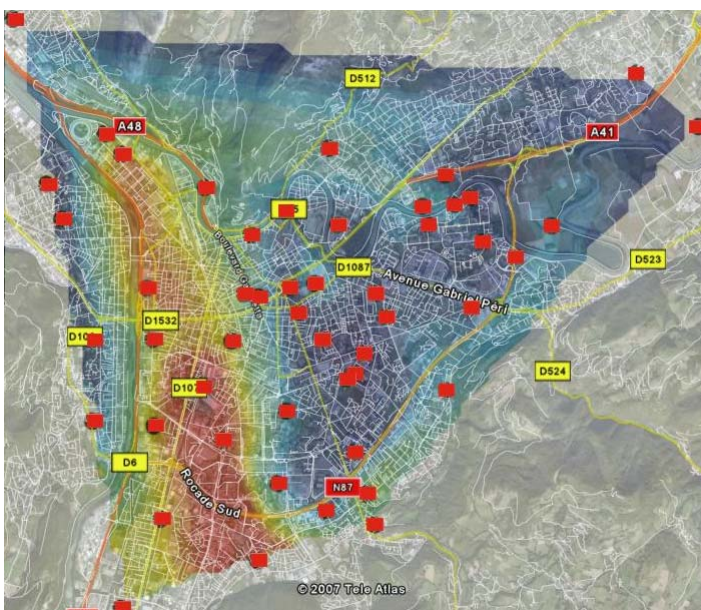 D512
A48
A41
D1087
Avenue Gabriel Péri
D523
D1532
D524
D6
Rocade Sud
N87
© 2007 Tele Atlas